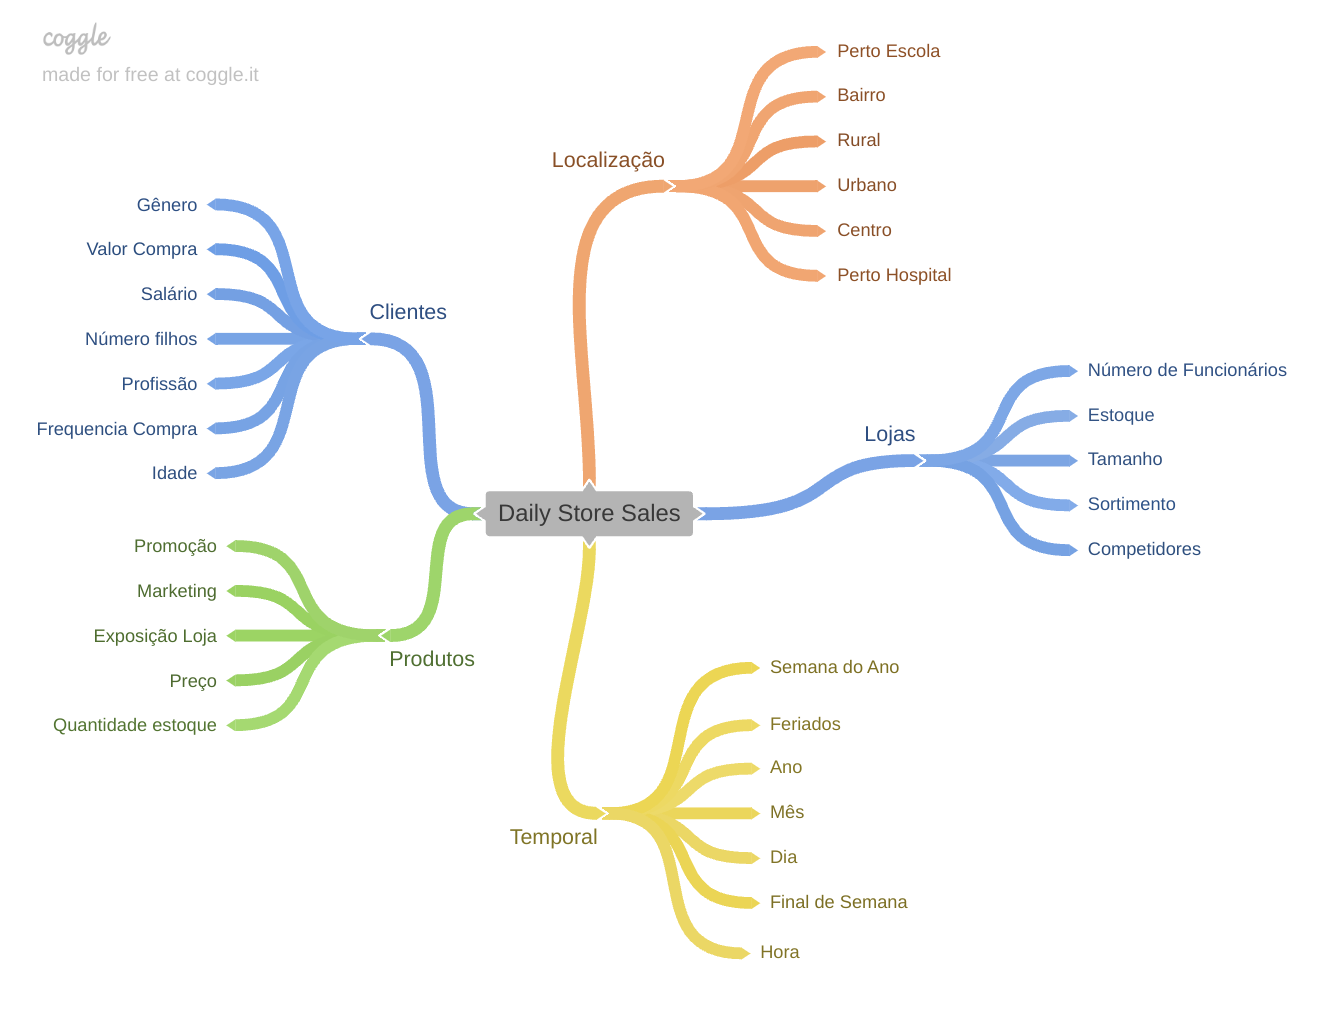 coggle
made for free at coggle.it
Localização
Perto Escola
Bairro
Rural
Urbano
Centro
Perto Hospital
Clientes
Gênero
Valor Compra
Salário
Número filhos
Profissão
Frequencia Compra
Idade
Daily Store Sales
Lojas
Número de Funcionários
Estoque
Tamanho
Sortimento
Competidores
Produtos
Promoção
Marketing
Exposição Loja
Preço
Quantidade estoque
Temporal
Semana do Ano
Feriados
Ano
Mês
Dia
Final de Semana
Hora